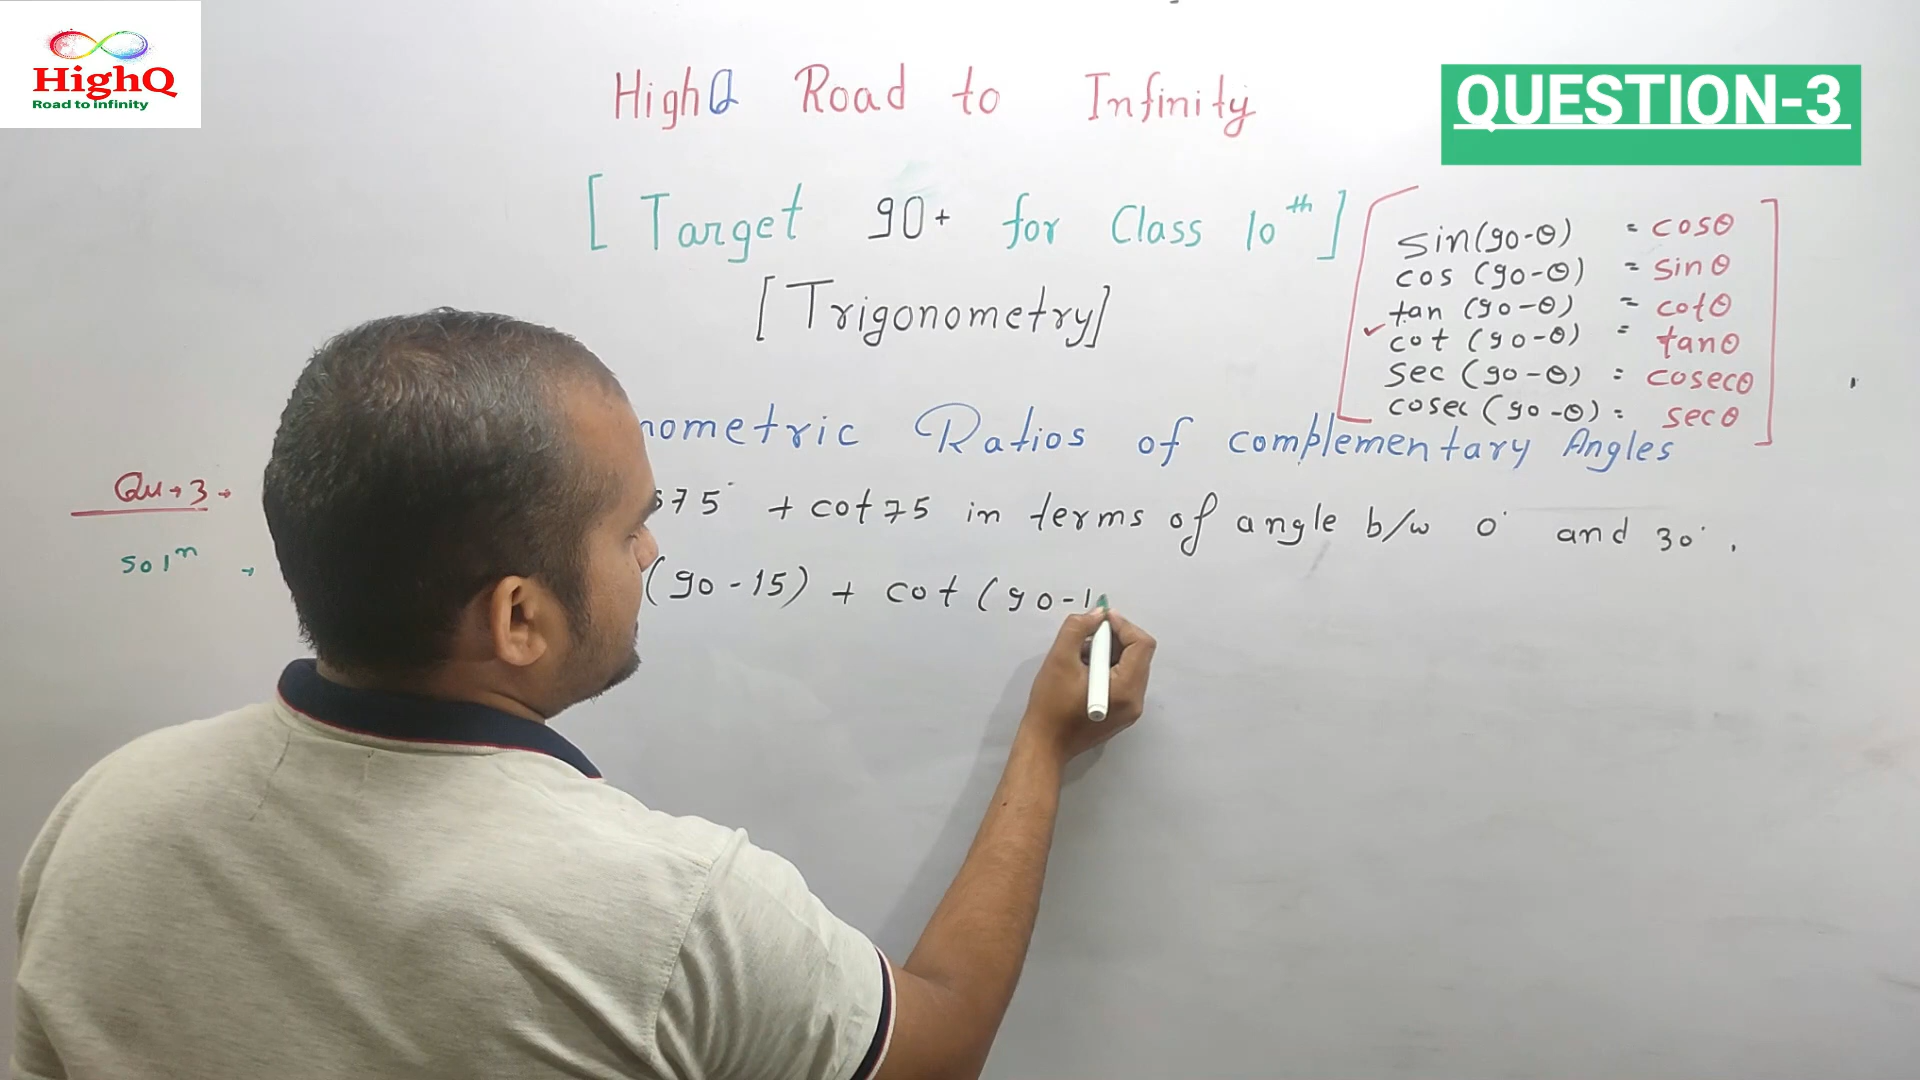 HighQ
Road to infinity
QUESTION-3
HighQ Road to Infinity
[ Target 90+ for Class 10th ]
[Trigonometry]
sin(90-θ) = cosθ
cos (90-θ) = sinθ
tan (90-θ) = cotθ
✓ cot (90-θ) = tanθ
sec (90-θ) = cosecθ
cosec (90-θ) = secθ
nometric Ratios of complementary Angles
Qu→3→ s75° + cot75 in terms of angle b/w 0° and 30°.
Solⁿ → (90-15) + cot (90-1